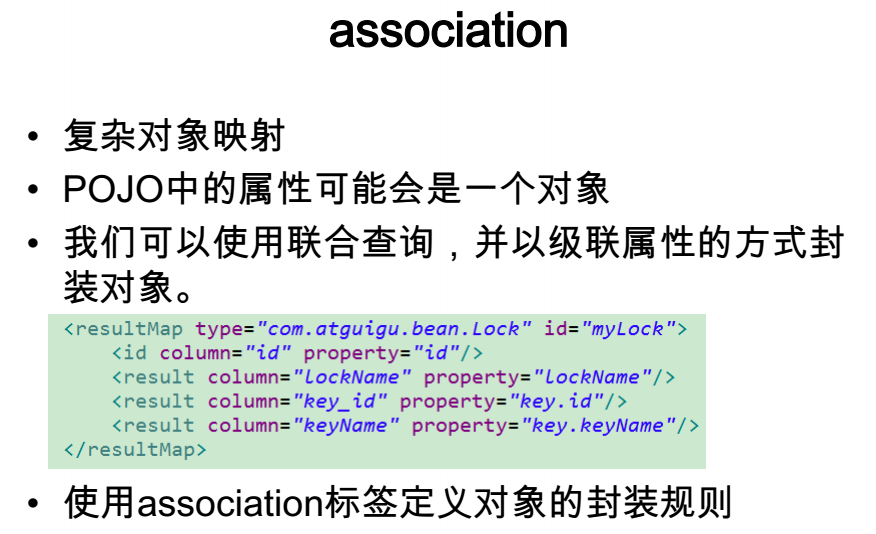 association
• 复杂对象映射
• POJO中的属性可能会是一个对象
• 我们可以使用联合查询，并以级联属性的方式封
装对象。
<resultMap type="com.atguigu.bean.Lock" id="myLock">
<id column="id" property="id"/>
<result column="LockName" property="lockName"/>
<result column="key_id" property="key.id"/>
<result column="keyName" property="key.keyName"/>
</resultMap>
• 使用association标签定义对象的封装规则